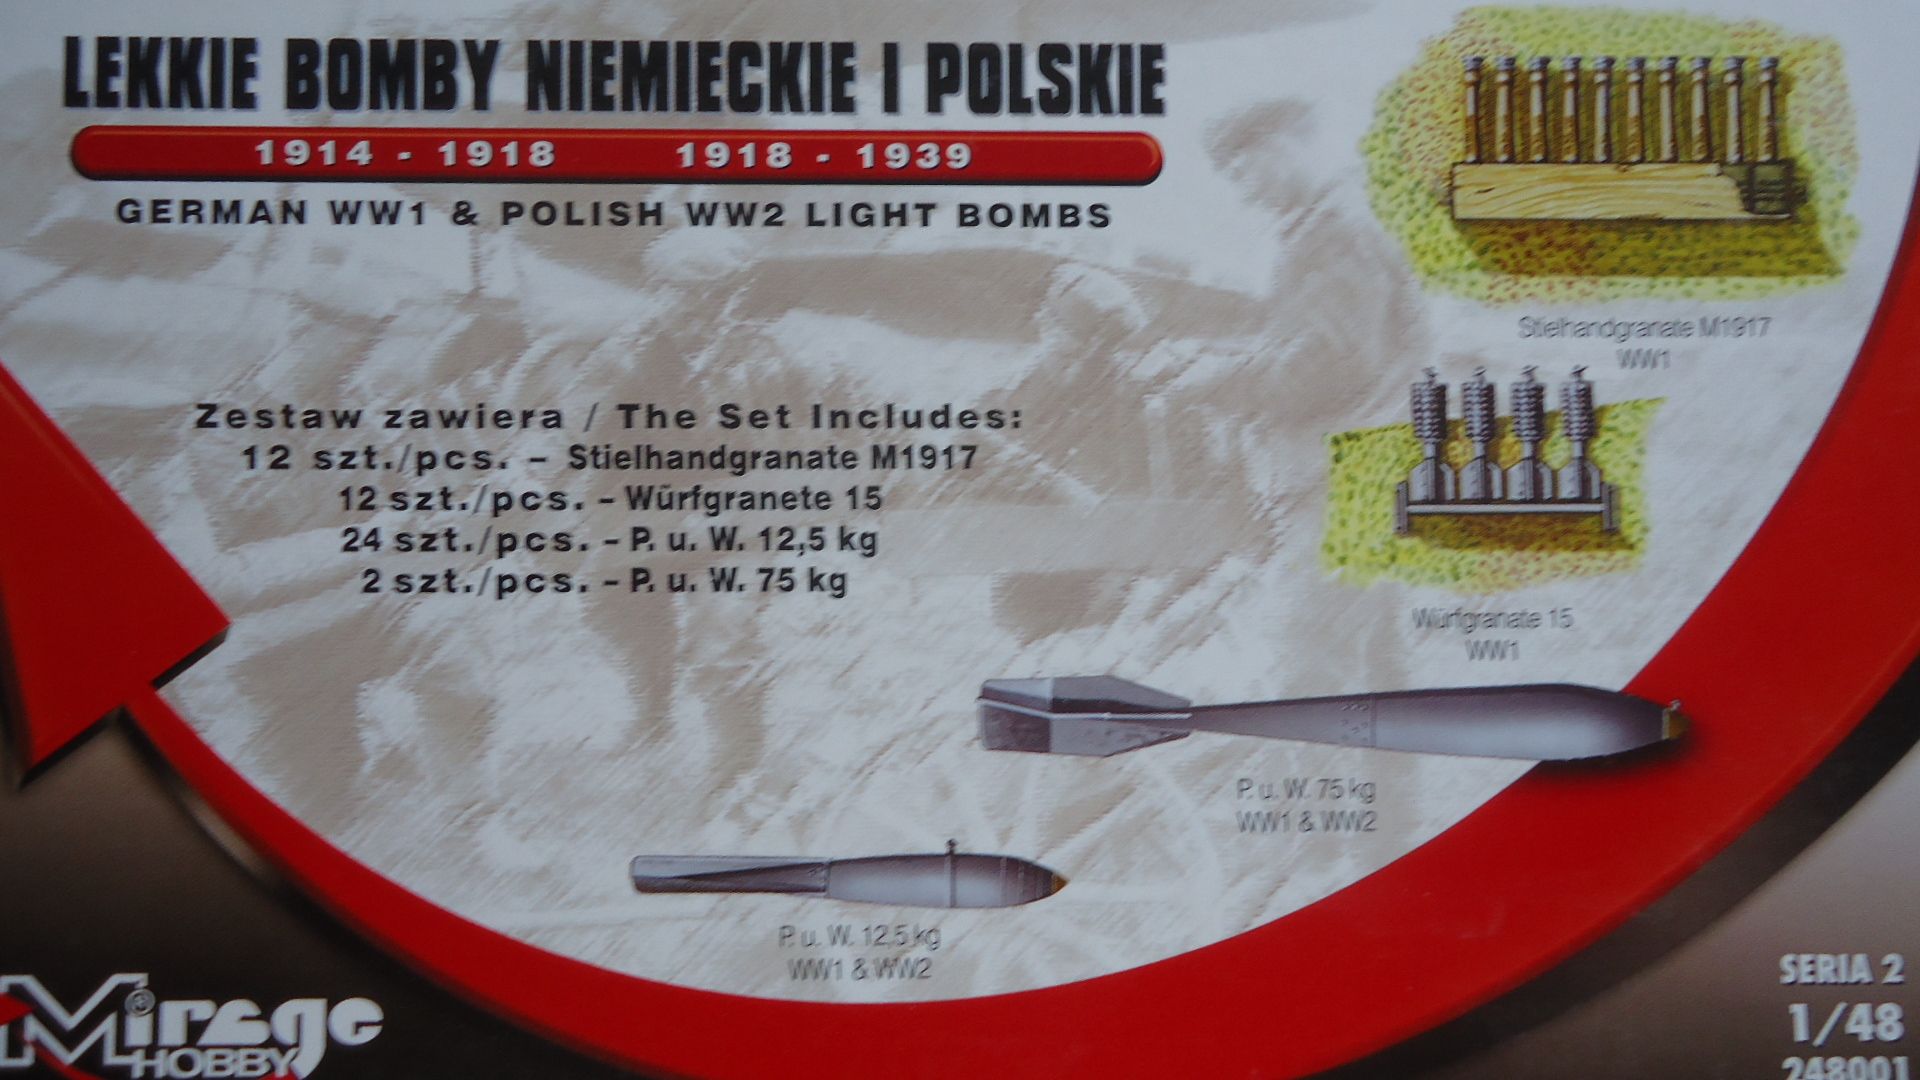 LEKKIE BOMBY NIEMIECKIE I POLSKIE
1914 - 1918 1918 - 1939
GERMAN WW1 & POLISH WW2 LIGHT BOMBS
Stielhandgranate M1917
WW1
Zestaw zawiera / The Set Includes:
12 szt./pcs. – Stielhandgranate M1917
12 szt./pcs. – Würfgranete 15
24 szt./pcs. – P. u. W. 12,5 kg
2 szt./pcs. – P. u. W. 75 kg
Würfgranate 15
WW1
P. u. W. 75 kg
WW1 & WW2
P. u. W. 12,5 kg
WW1 & WW2
Mirage®
HOBBY
SERIA 2
1/48
248001